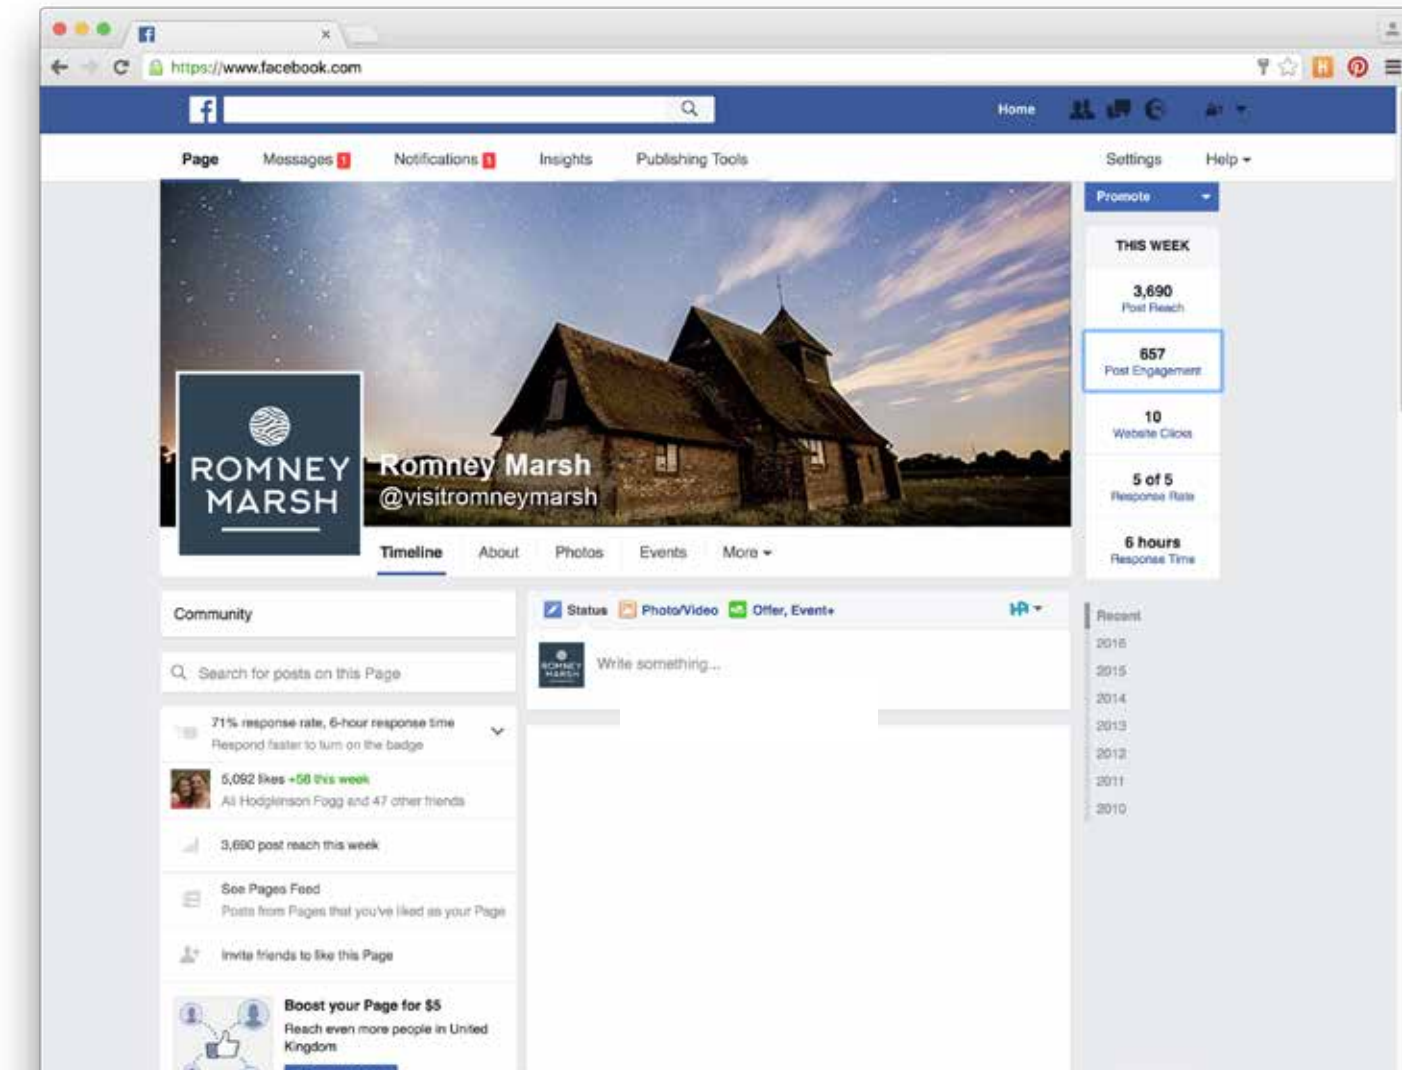 https://www.facebook.com
Home
Page Messages 1 Notifications 1 Insights Publishing Tools Settings Help
Promote
THIS WEEK
3,690
Post Reach
657
Post Engagement
10
Website Clicks
5 of 5
Response Rate
6 hours
Response Time
ROMNEY
MARSH
Romney Marsh
@visitromneymarsh
Timeline About Photos Events More
Community
Search for posts on this Page
71% response rate, 6-hour response time
Respond faster to turn on the badge
5,092 likes +58 this week
Ali Hodgkinson Fogg and 47 other friends
3,690 post reach this week
See Pages Feed
Posts from Pages that you've liked as your Page
Invite friends to like this Page
Boost your Page for $5
Reach even more people in United
Kingdom
Status Photo/Video Offer, Event+
ROMNEY
MARSH
Write something...
Recent
2016
2015
2014
2013
2012
2011
2010